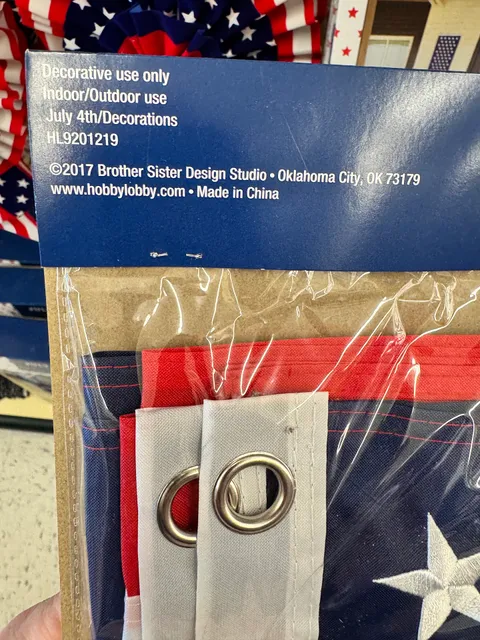 Decorative use only
Indoor/Outdoor use
July 4th/Decorations
HL9201219
©2017 Brother Sister Design Studio • Oklahoma City, OK 73179
www.hobbylobby.com • Made in China